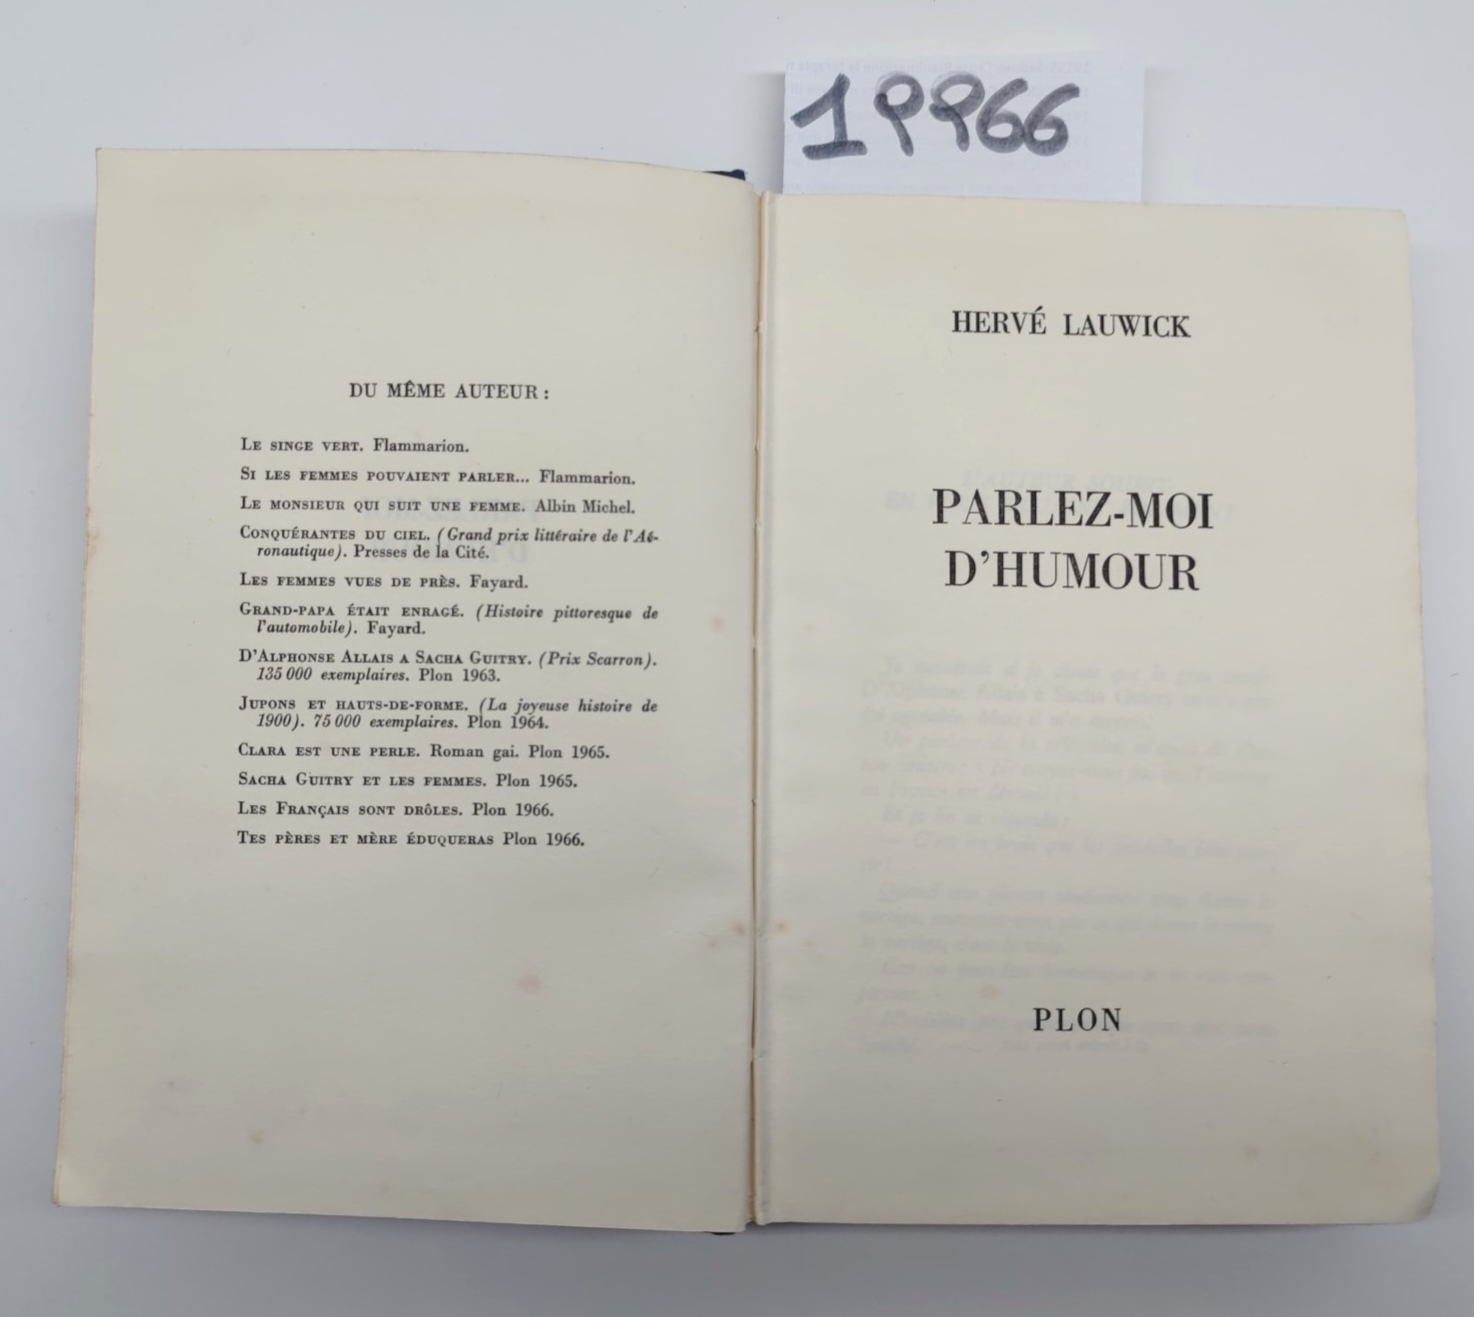 19966
DU MÊME AUTEUR :
LE SINGE VERT. Flammarion.
SI LES FEMMES POUVAIENT PARLER... Flammarion.
LE MONSIEUR QUI SUIT UNE FEMME. Albin Michel.
CONQUÉRANTES DU CIEL. (Grand prix littéraire de l'Aé-
ronautique). Presses de la Cité.
LES FEMMES VUES DE PRÈS. Fayard.
GRAND-PAPA ÉTAIT ENRAGÉ. (Histoire pittoresque de
l'automobile). Fayard.
D'ALPHONSE ALLAIS A SACHA GUITRY. (Prix Scarron).
135 000 exemplaires. Plon 1963.
JUPONS ET HAUTS-DE-FORME. (La joyeuse histoire de
1900). 75 000 exemplaires. Plon 1964.
CLARA EST UNE PERLE. Roman gai. Plon 1965.
SACHA GUITRY ET LES FEMMES. Plon 1965.
LES FRANÇAIS SONT DRÔLES. Plon 1966.
TES PÈRES ET MÈRE ÉDUQUERAS Plon 1966.
HERVÉ LAUWICK
PARLEZ-MOI
D'HUMOUR
PLON